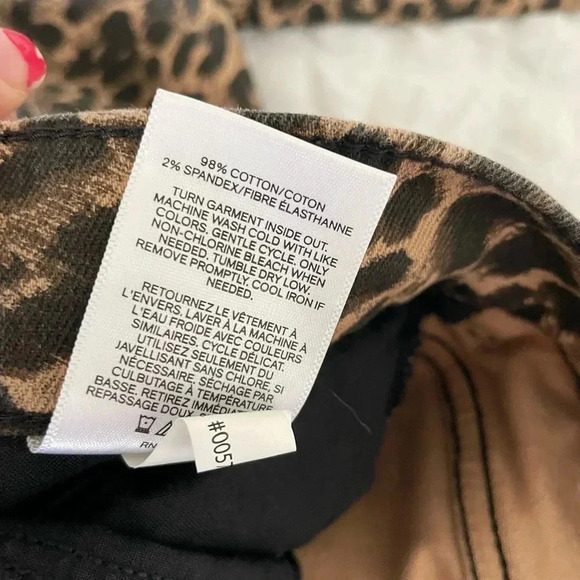 98% COTTON/COTON
2% SPANDEX/FIBRE ÉLASTHANNE
TURN GARMENT INSIDE OUT.
MACHINE WASH COLD WITH LIKE
COLORS, GENTLE CYCLE. ONLY
NON-CHLORINE BLEACH WHEN
NEEDED. TUMBLE DRY LOW.
REMOVE PROMPTLY. COOL IRON IF
NEEDED.
RETOURNEZ LE VÊTEMENT À
L'ENVERS. LAVER À LA MACHINE À
L'EAU FROIDE AVEC COULEURS
SIMILAIRES, CYCLE DÉLICAT.
UTILISEZ SEULEMENT DU
JAVELLISANT SANS CHLORE, SI
NÉCESSAIRE. SÉCHAGE PAR
CULBUTAGE À TEMPÉRATURE
BASSE. RETIREZ IMMÉDIA
REPASSAGE DOUX
RN
#005